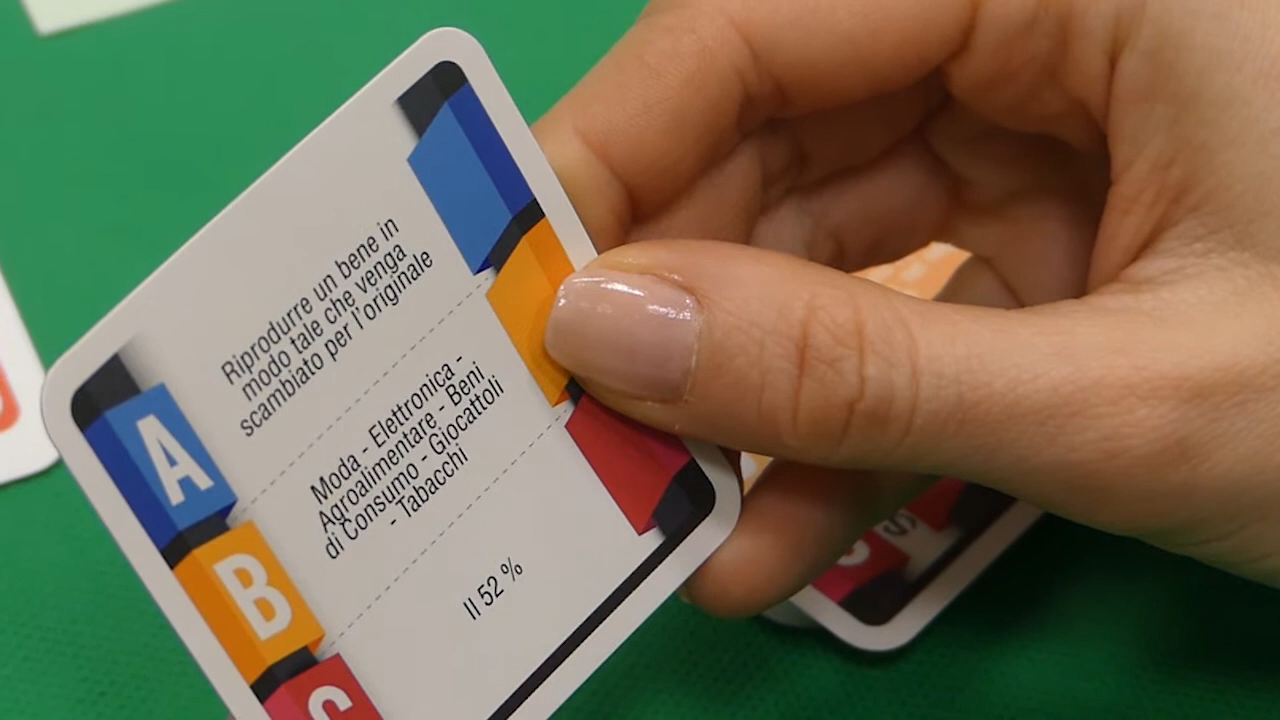 Riprodurre un bene in
modo tale che venga
scambiato per l'originale
A
Moda - Elettronica -
Agroalimentare - Beni
di Consumo - Giocattoli
- Tabacchi
B
Il 52 %
C